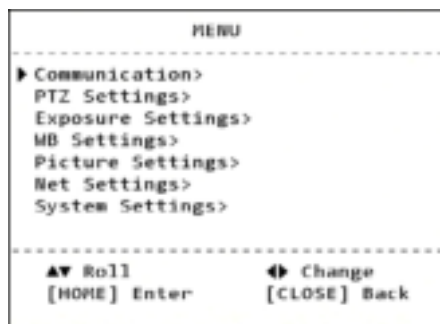 MENU
▶Communication>
PTZ Settings>
Exposure Settings>
WB Settings>
Picture Settings>
Net Settings>
System Settings>
▲▼ Roll ◀▶ Change
[HOME] Enter [CLOSE] Back